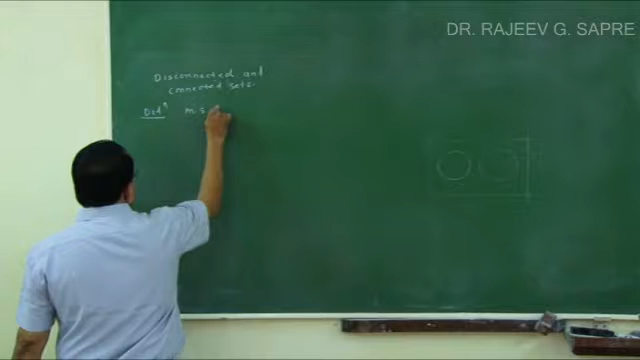 DR. RAJEEV G. SAPRE
Disconnected and
connected sets.
Defn m.s.